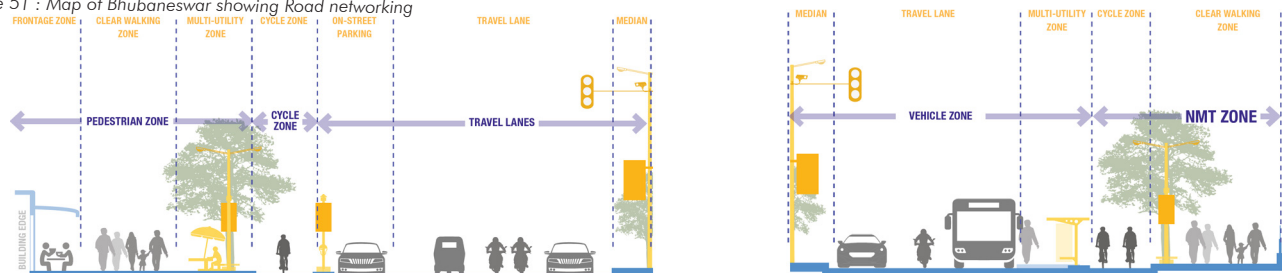 51 : Map of Bhubaneswar showing Road networking
FRONTAGE ZONE
CLEAR WALKING
ZONE
MULTI-UTILITY
ZONE
CYCLE ZONE
ON-STREET
PARKING
TRAVEL LANE
MEDIAN
PEDESTRIAN ZONE
CYCLE
ZONE
TRAVEL LANES
BUILDING EDGE
MEDIAN
TRAVEL LANE
MULTI-UTILITY
ZONE
CYCLE ZONE
CLEAR WALKING
ZONE
VEHICLE ZONE
NMT ZONE